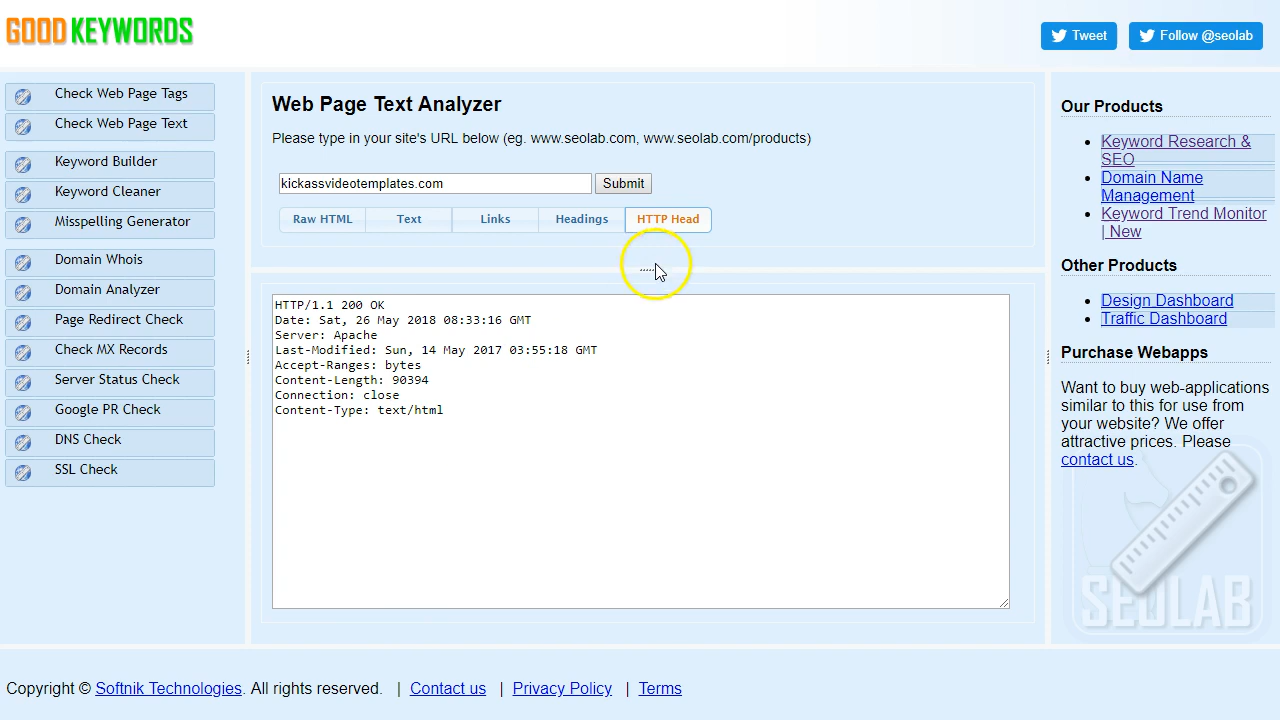 GOOD KEYWORDS
Tweet
Follow @seolab
Check Web Page Tags
Check Web Page Text
Keyword Builder
Keyword Cleaner
Misspelling Generator
Domain Whois
Domain Analyzer
Page Redirect Check
Check MX Records
Server Status Check
Google PR Check
DNS Check
SSL Check
Web Page Text Analyzer
Please type in your site's URL below (eg. www.seolab.com, www.seolab.com/products)
kickassvideotemplates.com Submit
Raw HTML Text Links Headings HTTP Head
HTTP/1.1 200 OK
Date: Sat, 26 May 2018 08:33:16 GMT
Server: Apache
Last-Modified: Sun, 14 May 2017 03:55:18 GMT
Accept-Ranges: bytes
Content-Length: 90394
Connection: close
Content-Type: text/html
Our Products
Keyword Research &
SEO
Domain Name
Management
Keyword Trend Monitor
| New
Other Products
Design Dashboard
Traffic Dashboard
Purchase Webapps
Want to buy web-applications
similar to this for use from
your website? We offer
attractive prices. Please
contact us.
SEOLAB
Copyright © Softnik Technologies. All rights reserved. | Contact us | Privacy Policy | Terms